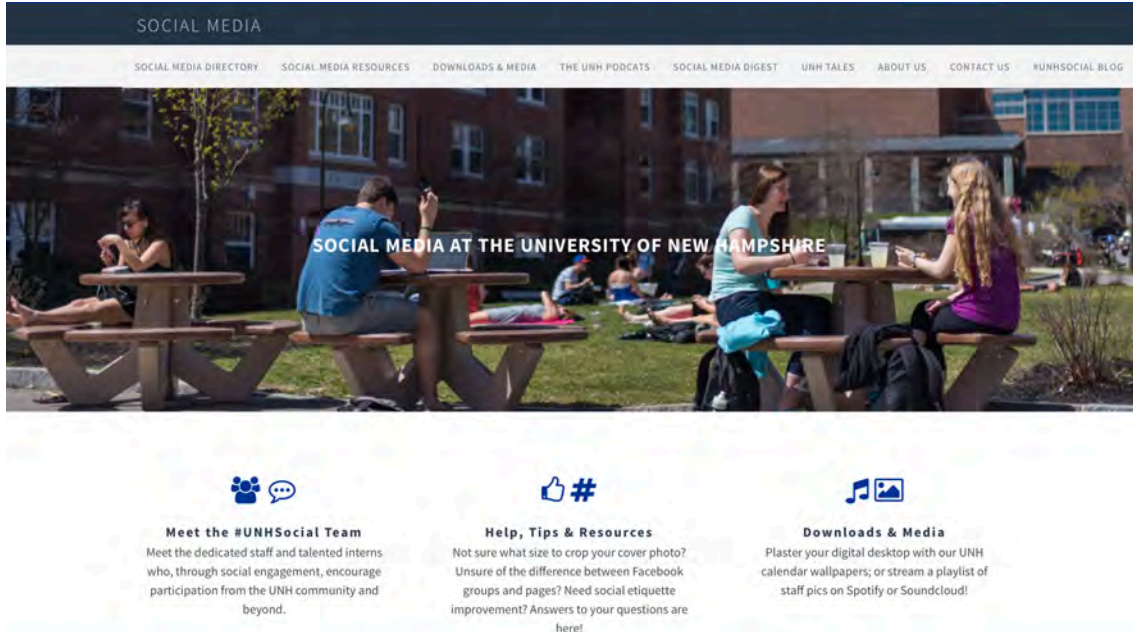 SOCIAL MEDIA
SOCIAL MEDIA DIRECTORY SOCIAL MEDIA RESOURCES DOWNLOADS & MEDIA THE UNH PODCATS SOCIAL MEDIA DIGEST UNH TALES ABOUT US CONTACT US #UNHSOCIAL BLOG
SOCIAL MEDIA AT THE UNIVERSITY OF NEW HAMPSHIRE
Meet the #UNHSocial Team
Meet the dedicated staff and talented interns
who, through social engagement, encourage
participation from the UNH community and
beyond.
Help, Tips & Resources
Not sure what size to crop your cover photo?
Unsure of the difference between Facebook
groups and pages? Need social etiquette
improvement? Answers to your questions are
here!
Downloads & Media
Plaster your digital desktop with our UNH
calendar wallpapers; or stream a playlist of
staff pics on Spotify or Soundcloud!